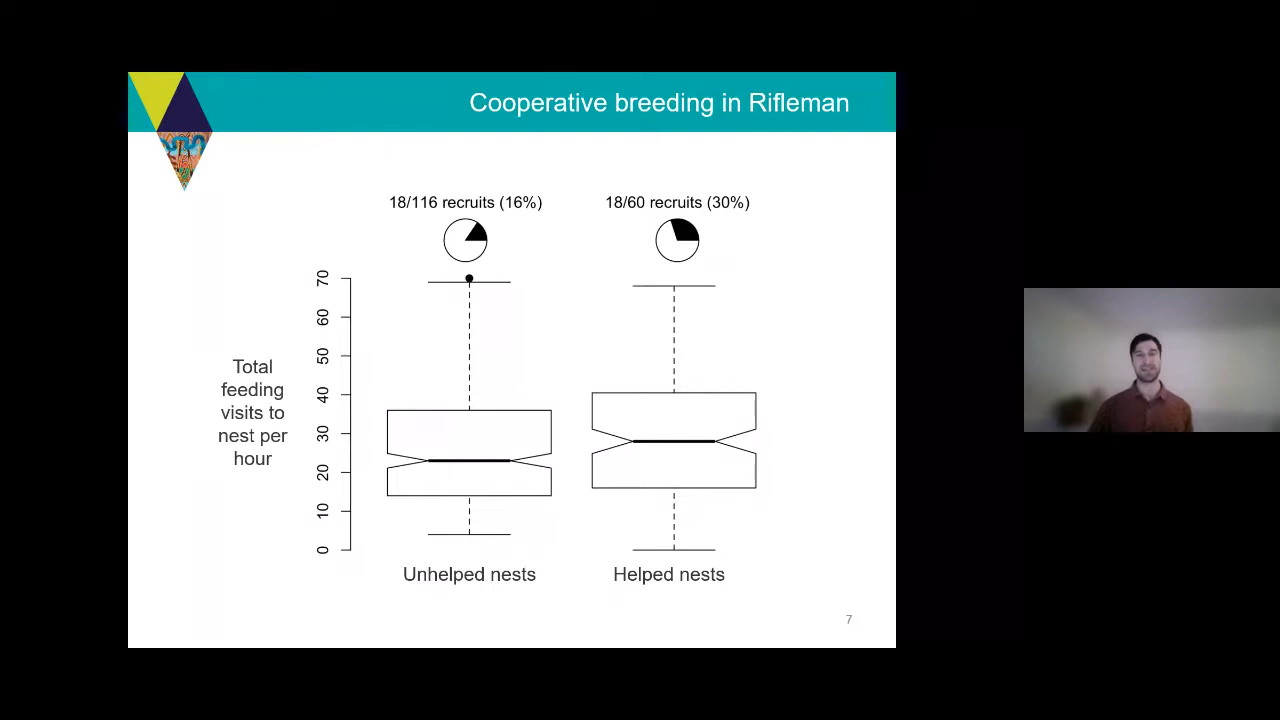 Cooperative breeding in Rifleman
18/116 recruits (16%)
18/60 recruits (30%)
70
60
50
40
30
20
10
0
Total
feeding
visits to
nest per
hour
Unhelped nests
Helped nests
7